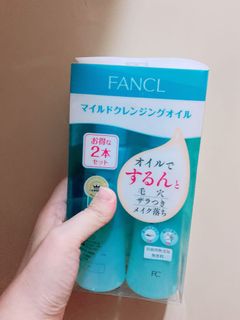 FANCL
マイルドクレンジングオイル
お得な
2本
セット
オイルで
するんと
毛穴
ザラつき
メイク落ち
FC